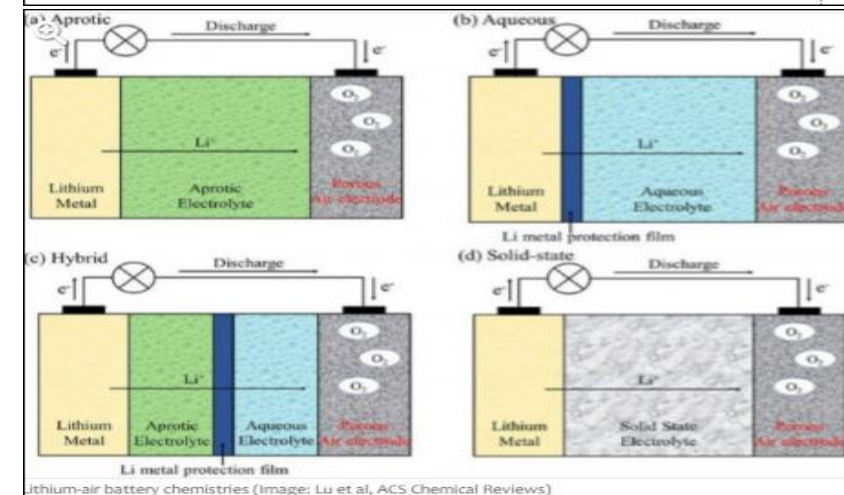 (a) Aprotic
Discharge
e-
e-
O2
O2
O2
Li+
Lithium
Metal
Aprotic
Electrolyte
Porous
Air electrode
(b) Aqueous
Discharge
e-
e-
O2
O2
O2
Li+
Lithium
Metal
Aqueous
Electrolyte
Porous
Air electrode
Li metal protection film
(c) Hybrid
Discharge
e-
e-
O2
O2
O2
Li+
Lithium
Metal
Aprotic
Electrolyte
Aqueous
Electrolyte
Porous
Air electrode
Li metal protection film
(d) Solid-state
Discharge
e-
e-
O2
O2
O2
Li+
Lithium
Metal
Solid State
Electrolyte
Porous
Air electrode
Lithium-air battery chemistries (Image: Lu et al, ACS Chemical Reviews)